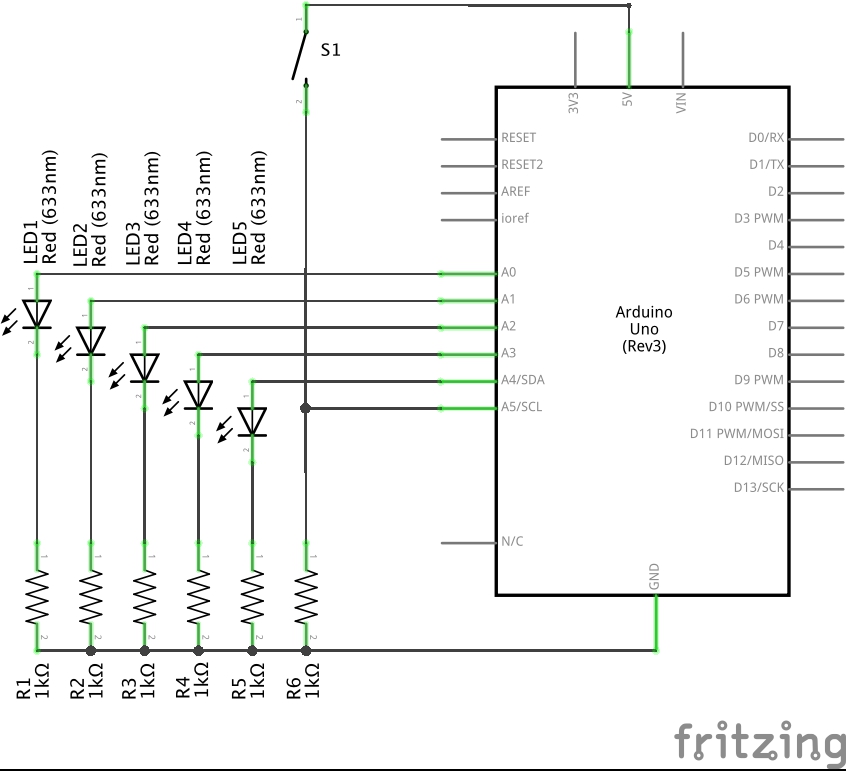 1
S1
2
3V3
5V
VIN
LED1
Red (633nm)
LED2
Red (633nm)
LED3
Red (633nm)
LED4
Red (633nm)
LED5
Red (633nm)
RESET
RESET2
AREF
ioref
A0
A1
A2
A3
A4/SDA
A5/SCL
N/C
Arduino
Uno
(Rev3)
D0/RX
D1/TX
D2
D3 PWM
D4
D5 PWM
D6 PWM
D7
D8
D9 PWM
D10 PWM/SS
D11 PWM/MOSI
D12/MISO
D13/SCK
GND
1
2
1
2
1
2
1
2
1
2
1
1
1
1
1
1
2
2
2
2
2
2
R1
1kΩ
R2
1kΩ
R3
1kΩ
R4
1kΩ
R5
1kΩ
R6
1kΩ
fritzing